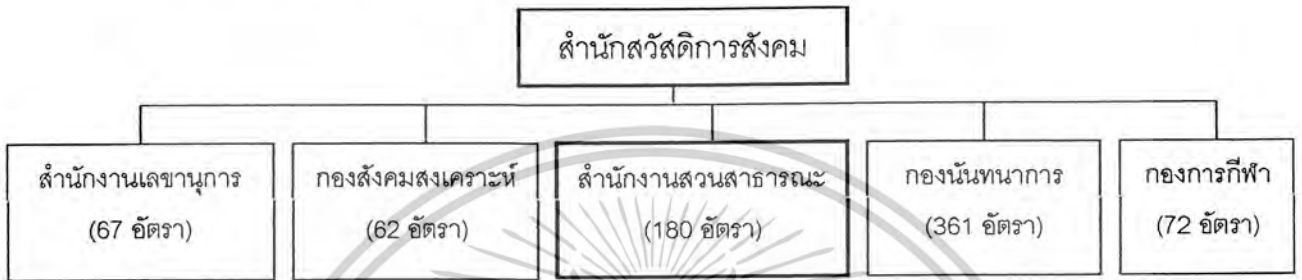 สำนักสวัสดิการสังคม
สำนักงานเลขานุการ
(67 อัตรา)
กองสังคมสงเคราะห์
(62 อัตรา)
สำนักงานสวนสาธารณะ
(180 อัตรา)
กองนันทนาการ
(361 อัตรา)
กองการกีฬา
(72 อัตรา)